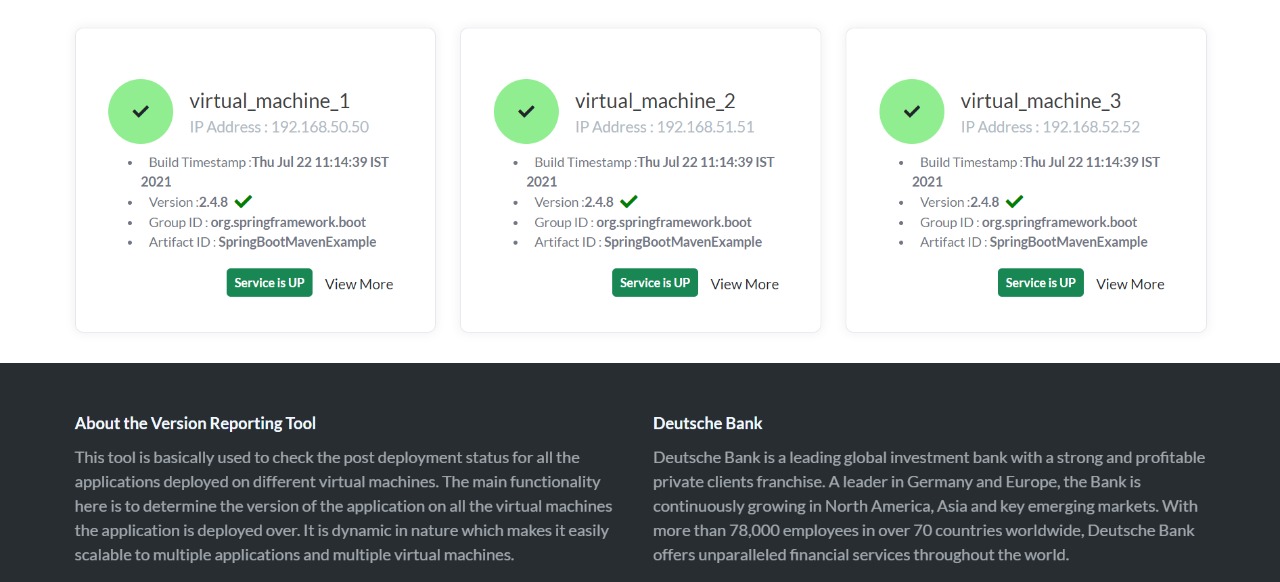 virtual_machine_1
IP Address : 192.168.50.50
Build Timestamp :Thu Jul 22 11:14:39 IST
2021
Version :2.4.8
Group ID : org.springframework.boot
Artifact ID : SpringBootMavenExample
Service is UP View More
virtual_machine_2
IP Address : 192.168.51.51
Build Timestamp :Thu Jul 22 11:14:39 IST
2021
Version :2.4.8
Group ID : org.springframework.boot
Artifact ID : SpringBootMavenExample
Service is UP View More
virtual_machine_3
IP Address : 192.168.52.52
Build Timestamp :Thu Jul 22 11:14:39 IST
2021
Version :2.4.8
Group ID : org.springframework.boot
Artifact ID : SpringBootMavenExample
Service is UP View More
About the Version Reporting Tool
This tool is basically used to check the post deployment status for all the
applications deployed on different virtual machines. The main functionality
here is to determine the version of the application on all the virtual machines
the application is deployed over. It is dynamic in nature which makes it easily
scalable to multiple applications and multiple virtual machines.
Deutsche Bank
Deutsche Bank is a leading global investment bank with a strong and profitable
private clients franchise. A leader in Germany and Europe, the Bank is
continuously growing in North America, Asia and key emerging markets. With
more than 78,000 employees in over 70 countries worldwide, Deutsche Bank
offers unparalleled financial services throughout the world.